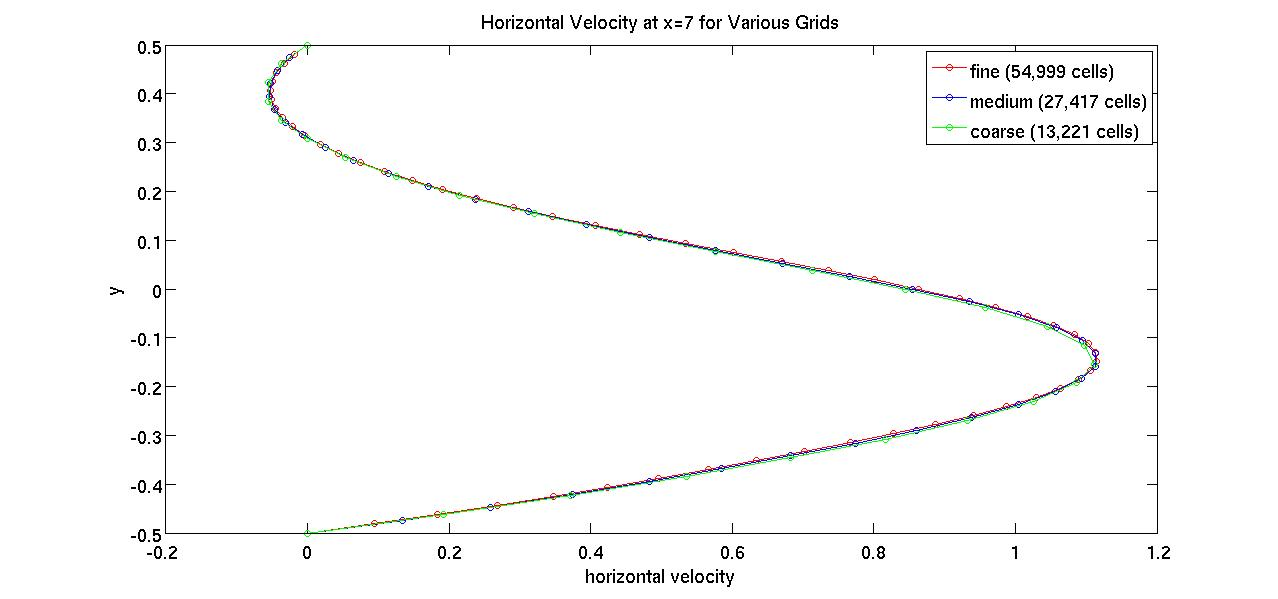 Horizontal Velocity at x=7 for Various Grids
fine (54,999 cells)
medium (27,417 cells)
coarse (13,221 cells)
0.5
0.4
0.3
0.2
0.1
0
-0.1
-0.2
-0.3
-0.4
-0.5
y
-0.2 0 0.2 0.4 0.6 0.8 1 1.2
horizontal velocity